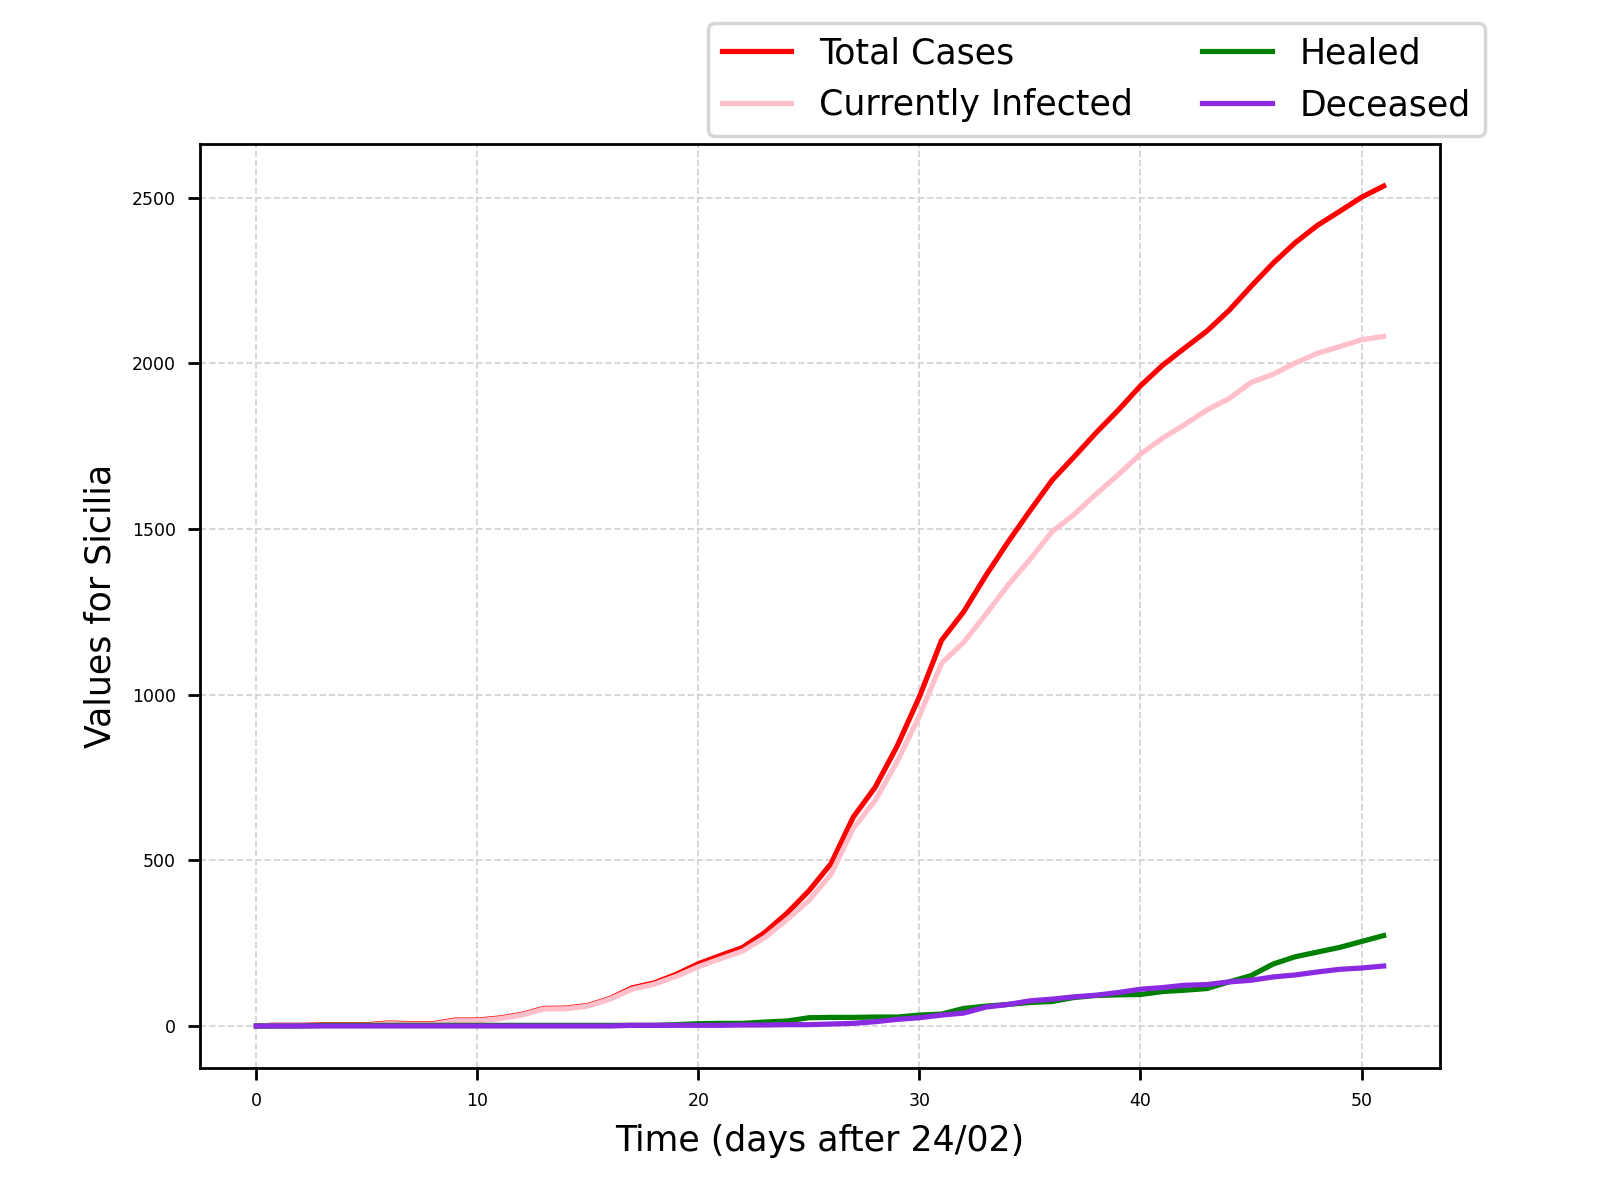 Total Cases
Currently Infected
Healed
Deceased
2500
2000
1500
1000
500
0
Values for Sicilia
0 10 20 30 40 50
Time (days after 24/02)